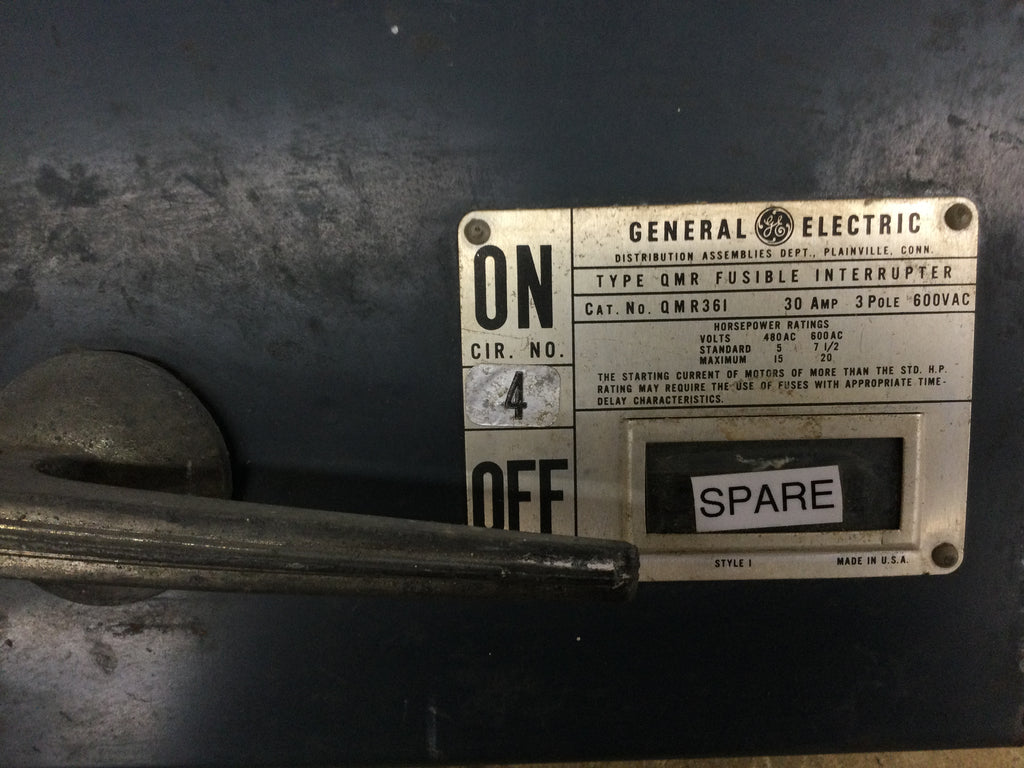 ON
CIR. NO.
4
OFF
GENERAL GE ELECTRIC
DISTRIBUTION ASSEMBLIES DEPT., PLAINVILLE, CONN.
TYPE QMR FUSIBLE INTERRUPTER
CAT. NO. QMR361 30 AMP 3 POLE 600VAC
HORSEPOWER RATINGS
VOLTS 480AC 600AC
STANDARD 5 7 1/2
MAXIMUM 15 20
THE STARTING CURRENT OF MOTORS OF MORE THAN THE STD. H.P.
RATING MAY REQUIRE THE USE OF FUSES WITH APPROPRIATE TIME-
DELAY CHARACTERISTICS.
SPARE
STYLE 1 MADE IN U.S.A.